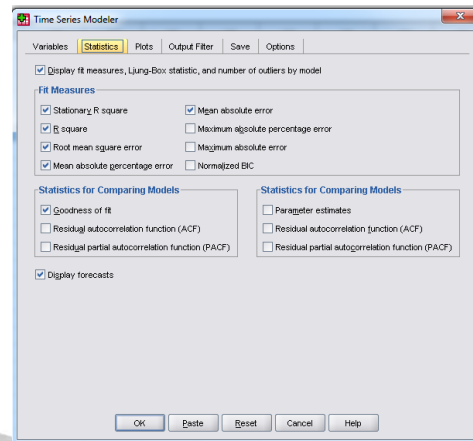 Time Series Modeler
Variables Statistics Plots Output Filter Save Options
Display fit measures, Ljung-Box statistic, and number of outliers by model
Fit Measures
Stationary R square
Mean absolute error
R square
Maximum absolute percentage error
Root mean square error
Maximum absolute error
Mean absolute percentage error
Normalized BIC
Statistics for Comparing Models
Goodness of fit
Residual autocorrelation function (ACF)
Residual partial autocorrelation function (PACF)
Statistics for Comparing Models
Parameter estimates
Residual autocorrelation function (ACF)
Residual partial autocorrelation function (PACF)
Display forecasts
OK Paste Reset Cancel Help